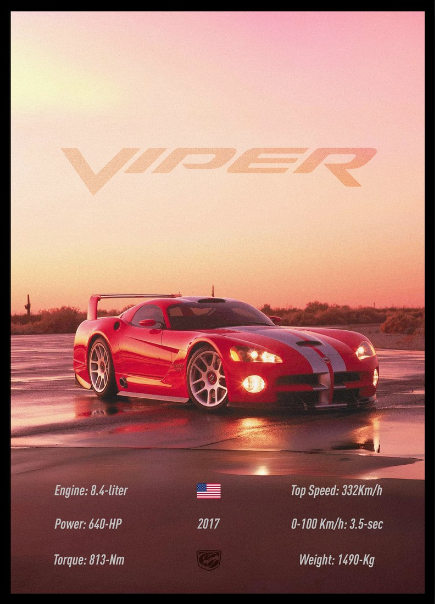 VIPER
Engine: 8.4-liter
Top Speed: 332Km/h
Power: 640-HP
2017
0-100 Km/h: 3.5-sec
Torque: 813-Nm
Weight: 1490-Kg